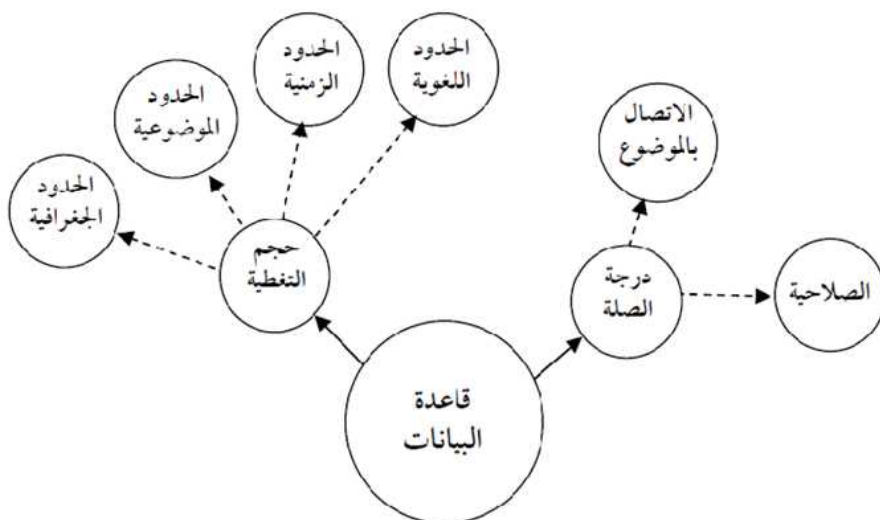 الحدود
اللغوية
الحدود
الزمنية
الحدود
الموضوعية
الحدود
الجغرافية
الاتصال
بالموضوع
حجم
التغطية
درجة
الصلة
الصلاحية
قاعدة
البيانات